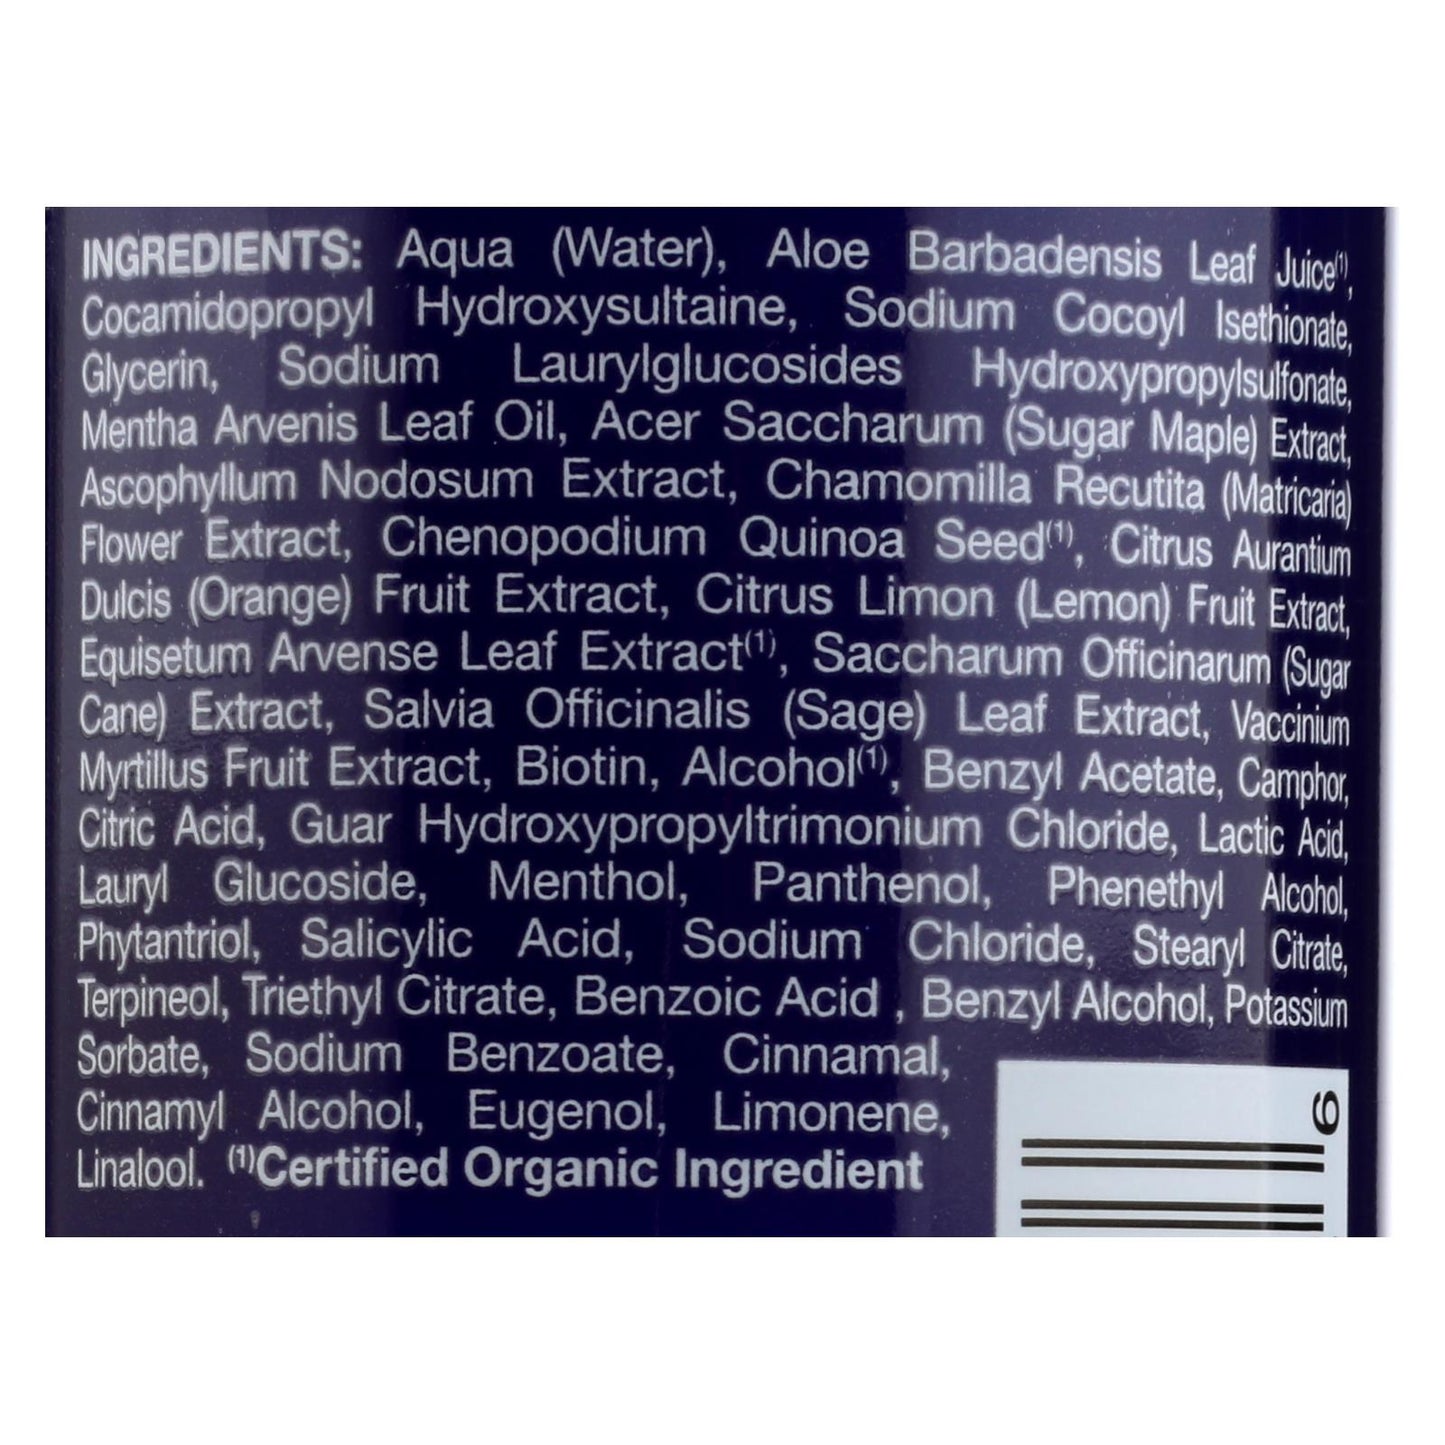 INGREDIENTS: Aqua (Water), Aloe Barbadensis Leaf Juice(1),
Cocamidopropyl Hydroxysultaine, Sodium Cocoyl Isethionate,
Glycerin, Sodium Laurylglucosides Hydroxypropylsulfonate,
Mentha Arvenis Leaf Oil, Acer Saccharum (Sugar Maple) Extract,
Ascophyllum Nodosum Extract, Chamomilla Recutita (Matricaria)
Flower Extract, Chenopodium Quinoa Seed(1), Citrus Aurantium
Dulcis (Orange) Fruit Extract, Citrus Limon (Lemon) Fruit Extract,
Equisetum Arvense Leaf Extract(1), Saccharum Officinarum (Sugar
Cane) Extract, Salvia Officinalis (Sage) Leaf Extract, Vaccinium
Myrtillus Fruit Extract, Biotin, Alcohol(1), Benzyl Acetate, Camphor,
Citric Acid, Guar Hydroxypropyltrimonium Chloride, Lactic Acid,
Lauryl Glucoside, Menthol, Panthenol, Phenethyl Alcohol,
Phytantriol, Salicylic Acid, Sodium Chloride, Stearyl Citrate,
Terpineol, Triethyl Citrate, Benzoic Acid , Benzyl Alcohol, Potassium
Sorbate, Sodium Benzoate, Cinnamal,
Cinnamyl Alcohol, Eugenol, Limonene,
Linalool. (1)Certified Organic Ingredient
6